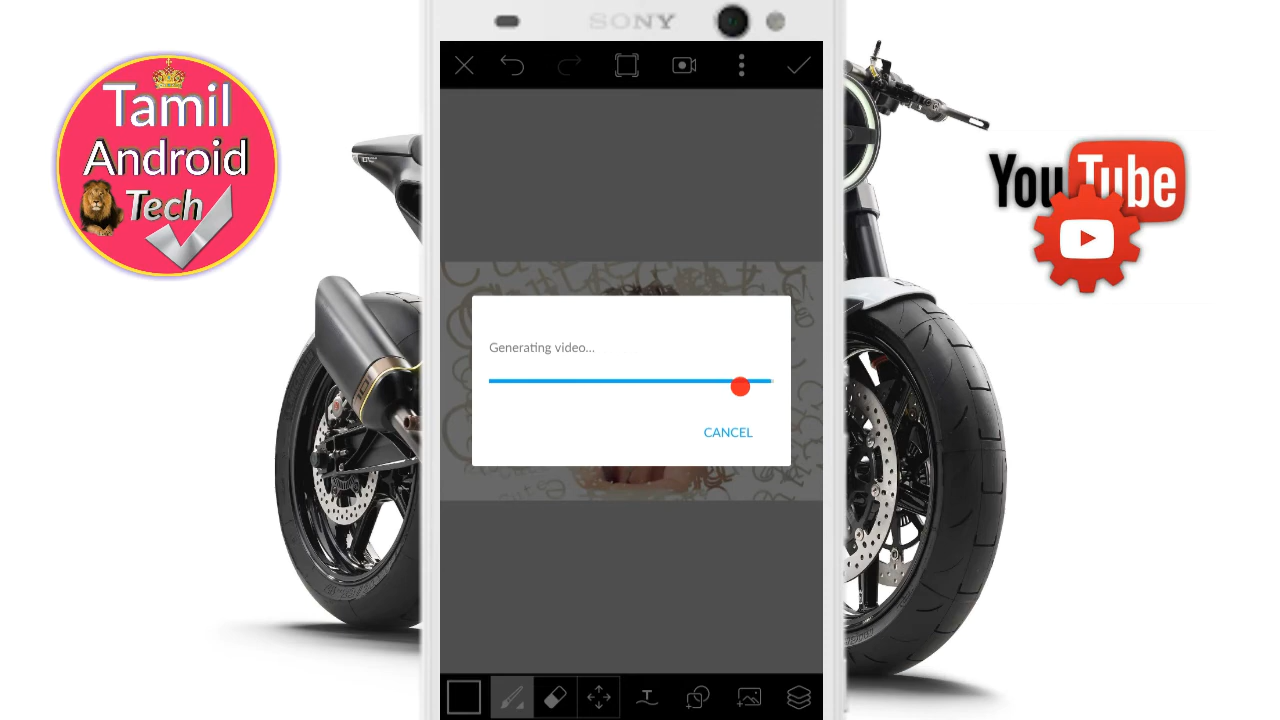 SONY
Tamil
Android
Tech
YouTube
Generating video...
CANCEL